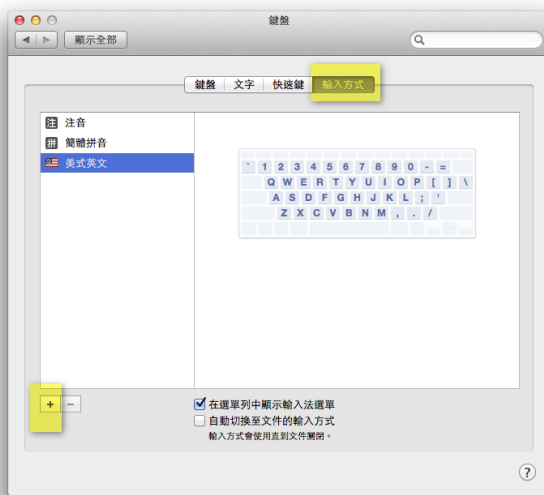 鍵盤
顯示全部
鍵盤 文字 快速鍵 輸入方式
注 注音
拼 簡體拼音
美式英文
` 1 2 3 4 5 6 7 8 9 0 - =
Q W E R T Y U I O P [ ] \
A S D F G H J K L ; '
Z X C V B N M , . /
+ −
在選單列中顯示輸入法選單
自動切換至文件的輸入方式
輸入方式會使用直到文件關閉。
?